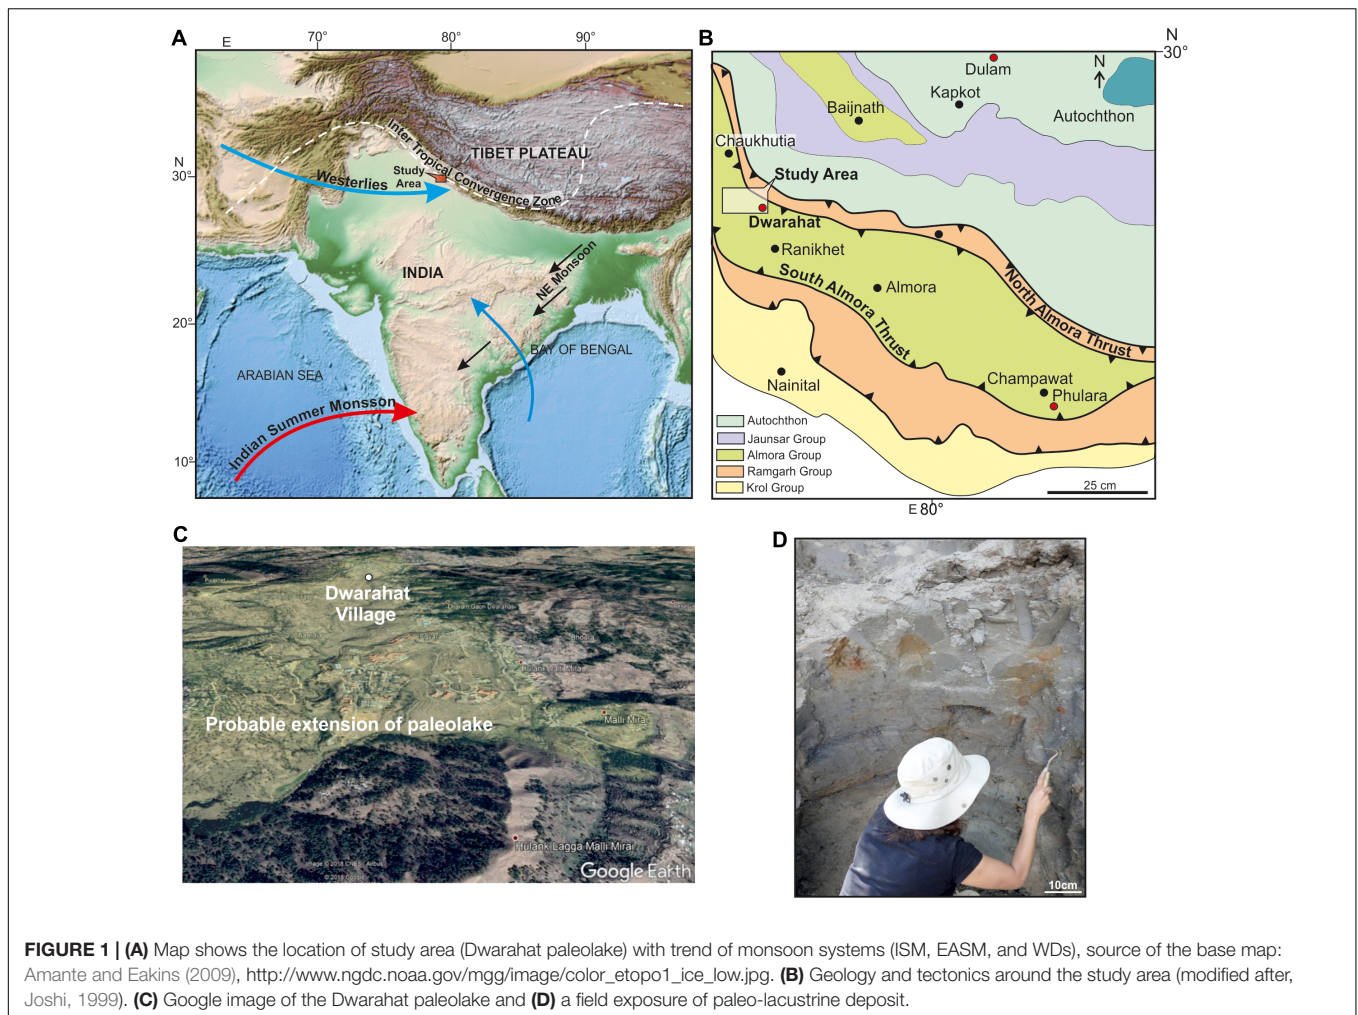 A
E
70°
80°
90°
N
30°
20°
10°
Inter Tropical Convergence Zone
TIBET PLATEAU
Study
Area
Westerlies
INDIA
NE Monsoon
BAY OF BENGAL
ARABIAN SEA
Indian Summer Monsson
B
N
30°
N
Dulam
Kapkot
Baijnath
Autochthon
Chaukhutia
Study Area
Dwarahat
Ranikhet
Almora
South Almora Thrust
North Almora Thrust
Nainital
Champawat
Phulara
Autochthon
Jaunsar Group
Almora Group
Ramgarh Group
Krol Group
25 cm
E 80°
C
Dwarahat
Village
Probable extension of paleolake
Malli Mirai
Hulank Lagga Malli Mirai
Google Earth
D
10cm
FIGURE 1 | (A) Map shows the location of study area (Dwarahat paleolake) with trend of monsoon systems (ISM, EASM, and WDs), source of the base map:
Amante and Eakins (2009), http://www.ngdc.noaa.gov/mgg/image/color_etopo1_ice_low.jpg. (B) Geology and tectonics around the study area (modified after,
Joshi, 1999). (C) Google image of the Dwarahat paleolake and (D) a field exposure of paleo-lacustrine deposit.